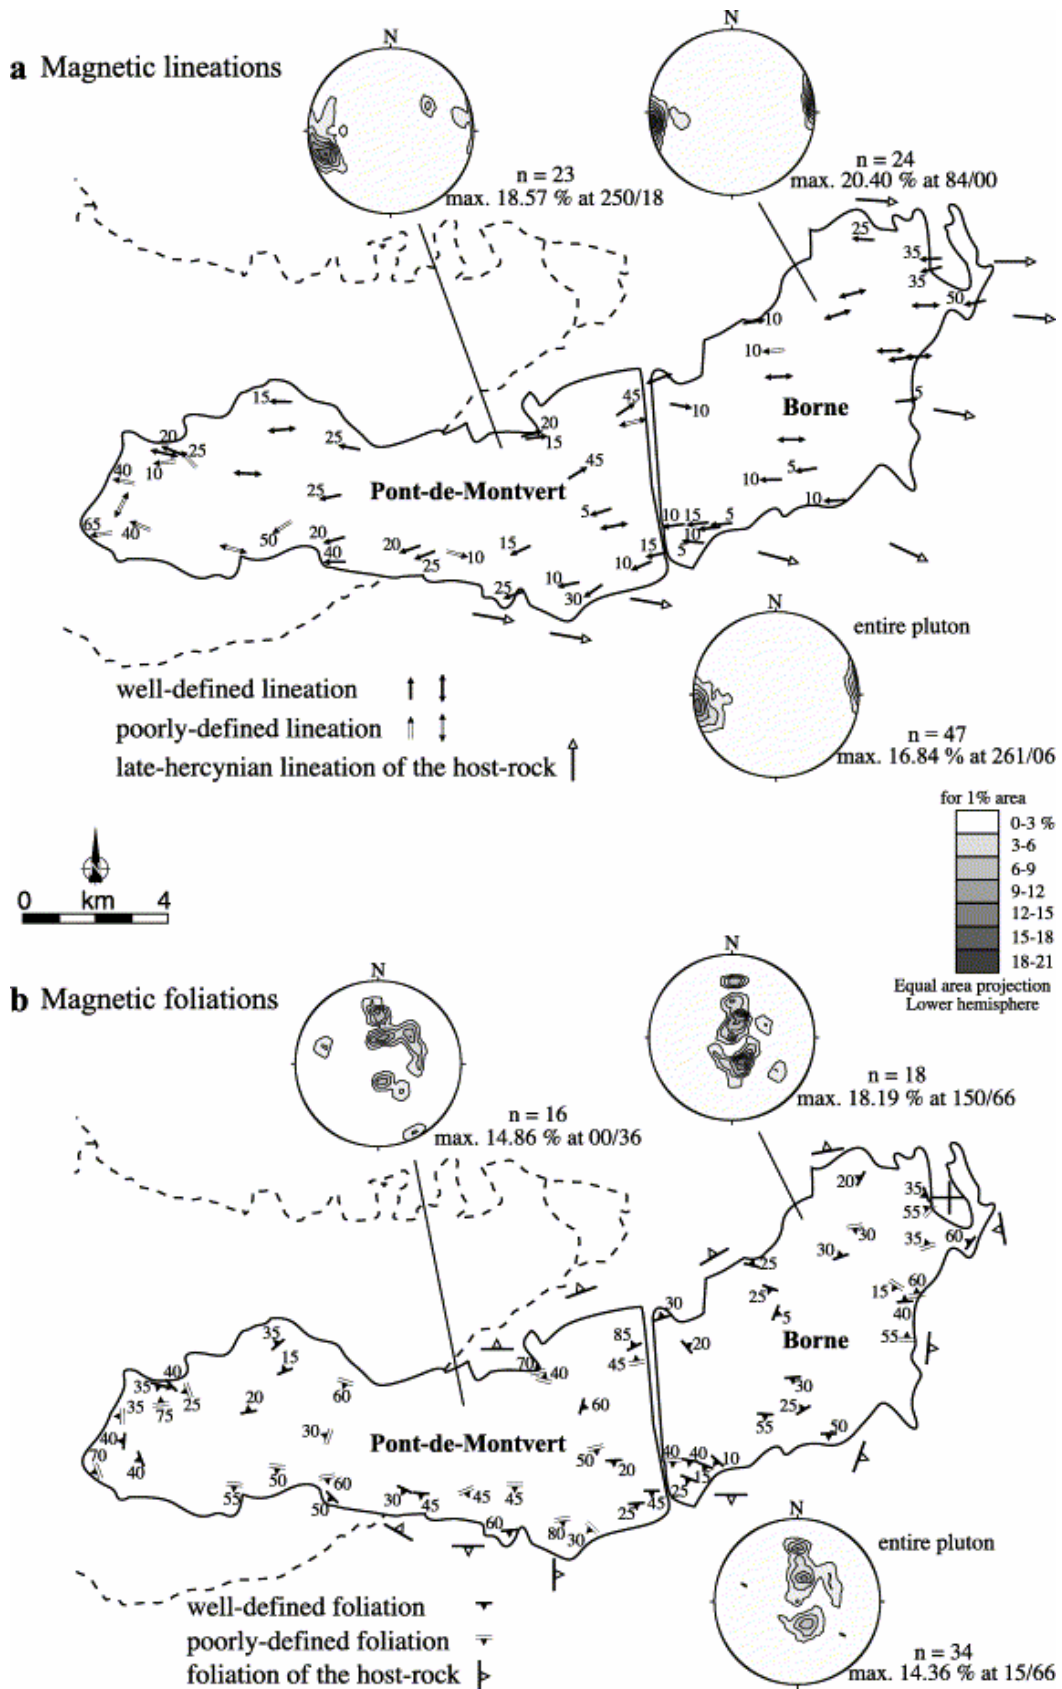 N
N
a Magnetic lineations
n = 23
max. 18.57 % at 250/18
n = 24
max. 20.40 % at 84/00
25
35
35
50
10
10
5
Borne
10
45
20
15
15
25
20
25
40
10
45
Pont-de-Montvert
5
10
10
25
5
65
40
50
20
40
20
25
10
15
10 15 5
10
5
15
10
10
30
25
N
entire pluton
well-defined lineation
poorly-defined lineation
late-hercynian lineation of the host-rock
n = 47
max. 16.84 % at 261/06
for 1% area
0-3 %
3-6
6-9
9-12
12-15
15-18
18-21
Equal area projection
Lower hemisphere
0 km 4
N
N
b Magnetic foliations
n = 16
max. 14.86 % at 00/36
n = 18
max. 18.19 % at 150/66
20
35
55
35
60
30
30
25
25
5
15
60
40
55
30
20
Borne
85
45
70
40
35
15
40
35
35
75
25
20
60
30
40
70
40
60
Pont-de-Montvert
30
25
55
50
50
20
40 40 10
15
25
55
50
60
50
30
45
45
45
60
80
30
25
45
N
entire pluton
well-defined foliation
poorly-defined foliation
foliation of the host-rock
n = 34
max. 14.36 % at 15/66